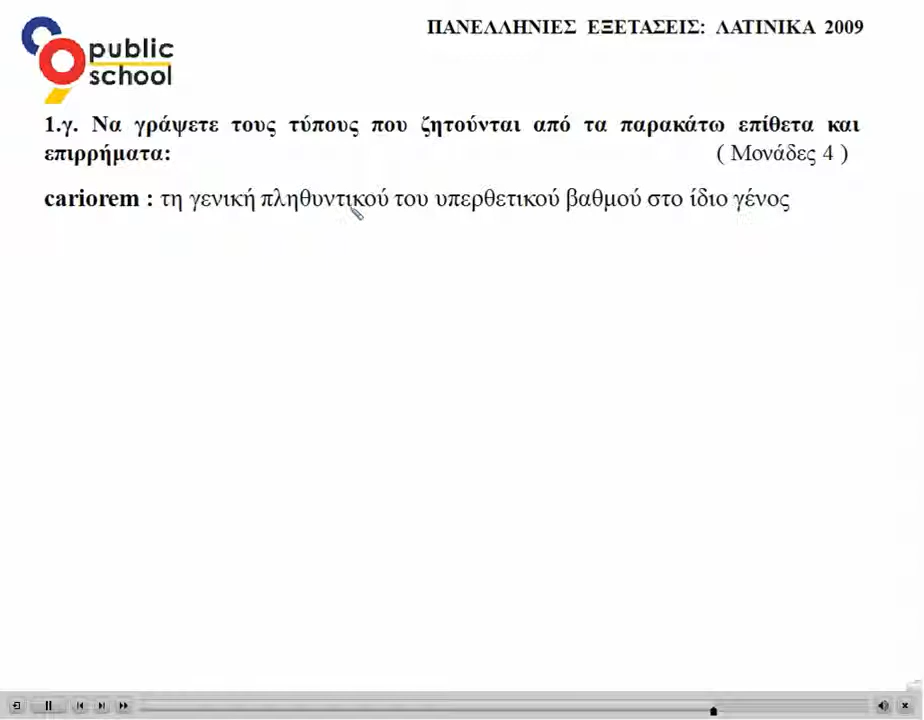 public
school
ΠΑΝΕΛΛΗΝΙΕΣ ΕΞΕΤΑΣΕΙΣ: ΛΑΤΙΝΙΚΑ 2009
1.γ. Να γράψετε τους τύπους που ζητούνται από τα παρακάτω επίθετα και
επιρρήματα: ( Μονάδες 4 )
cariorem : τη γενική πληθυντικού του υπερθετικού βαθμού στο ίδιο γένος